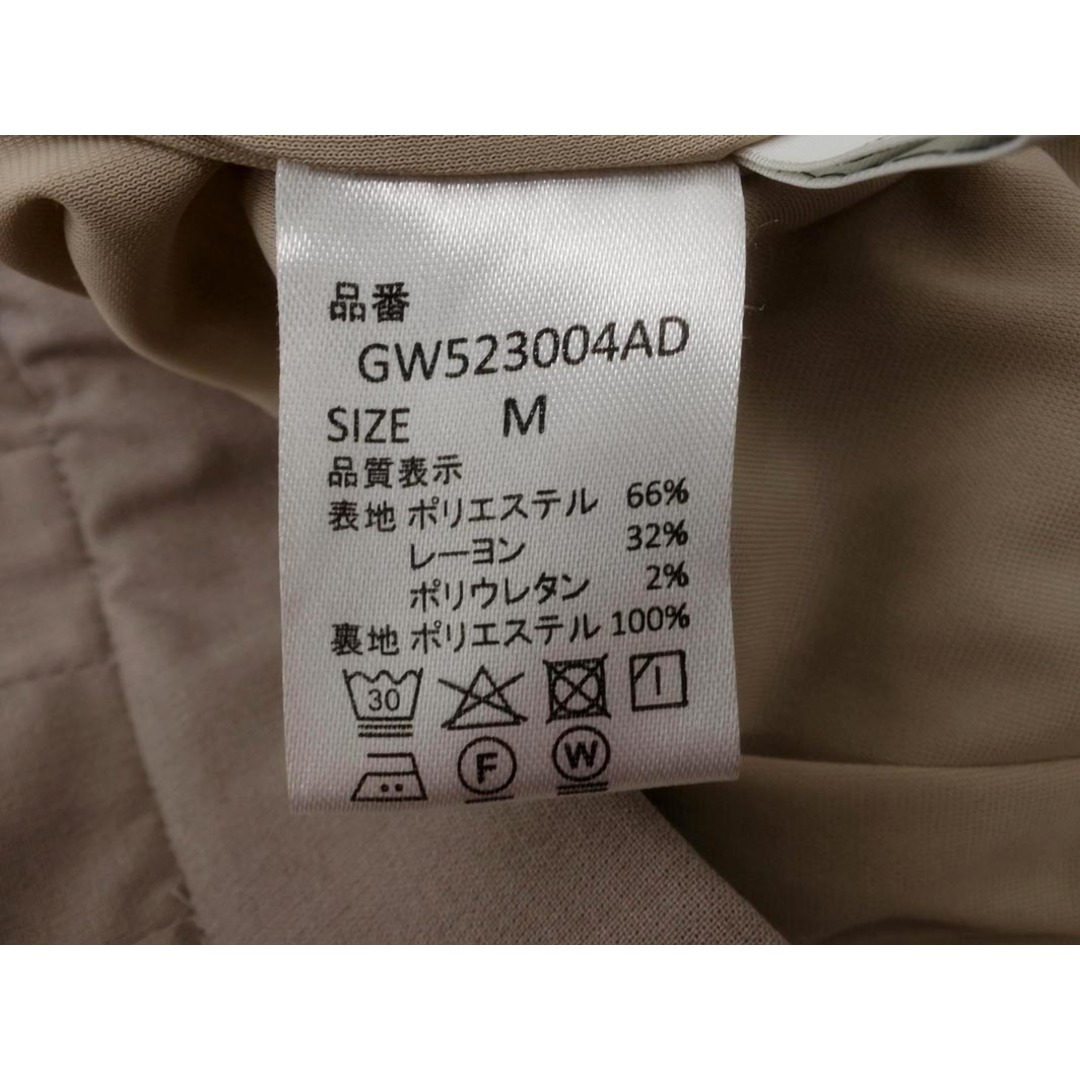 品番
GW523004AD
SIZE M
品質表示
表地 ポリエステル 66%
レーヨン 32%
ポリウレタン 2%
裏地 ポリエステル 100%
30
F W